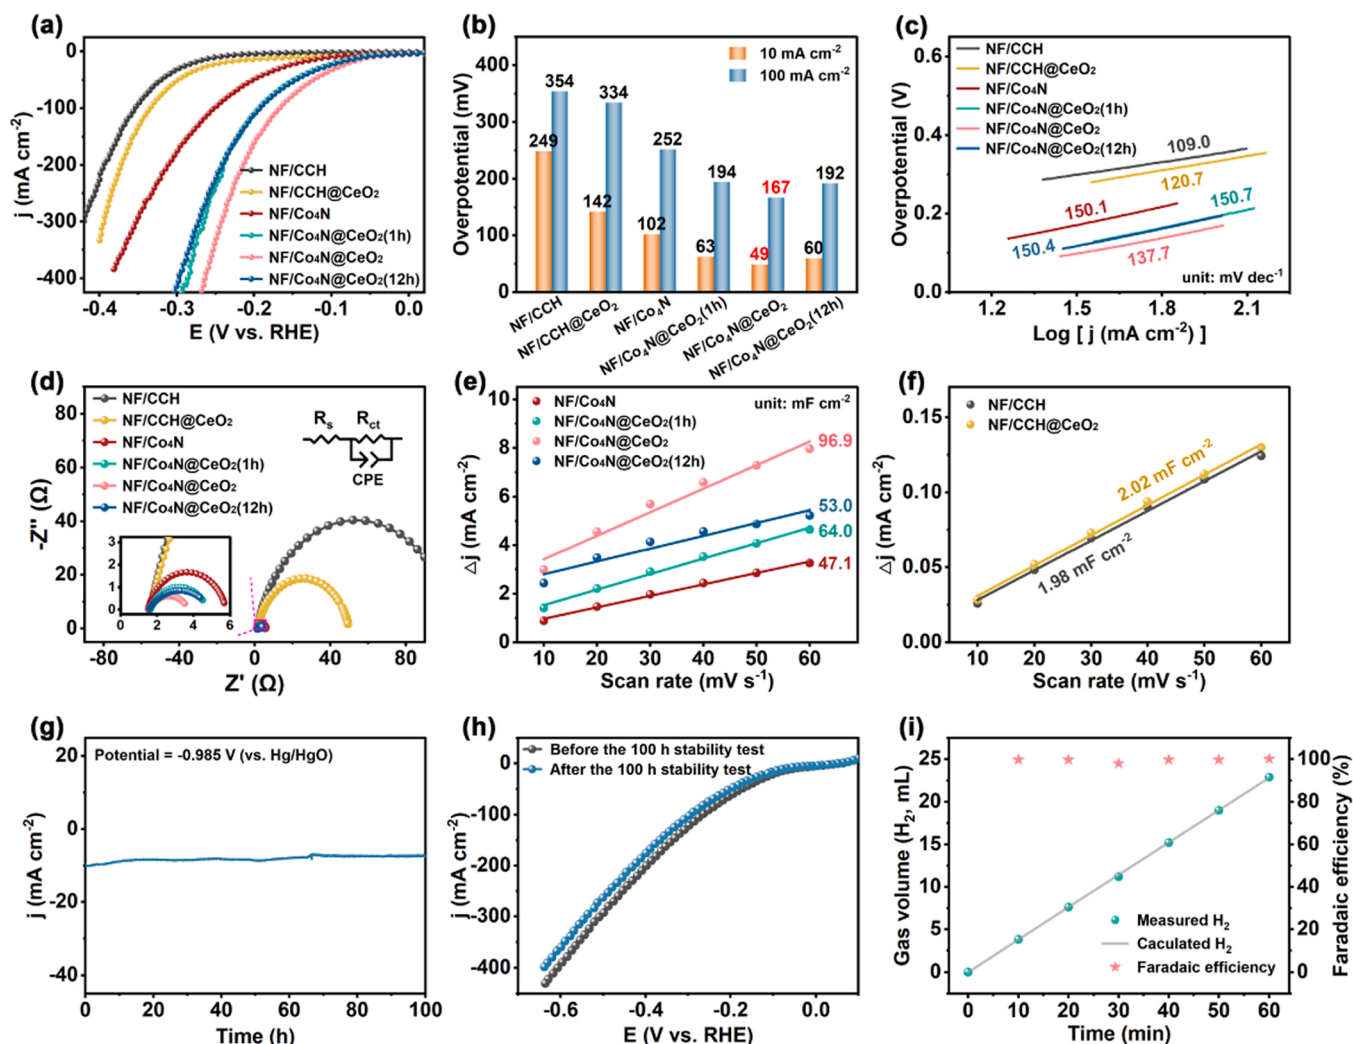 (a)
0
-100
-200
-300
-400
j (mA cm⁻²)
NF/CCH
NF/CCH@CeO₂
NF/Co₄N
NF/Co₄N@CeO₂(1h)
NF/Co₄N@CeO₂
NF/Co₄N@CeO₂(12h)
-0.4 -0.3 -0.2 -0.1 0.0
E (V vs. RHE)
(b)
400
300
200
100
0
Overpotential (mV)
10 mA cm⁻²
100 mA cm⁻²
249 354
142 334
102 252
63 194
49 167
60 192
NF/CCH
NF/CCH@CeO₂
NF/Co₄N
NF/Co₄N@CeO₂(1h)
NF/Co₄N@CeO₂
NF/Co₄N@CeO₂(12h)
(c)
0.6
0.4
0.2
0.0
Overpotential (V)
NF/CCH
NF/CCH@CeO₂
NF/Co₄N
NF/Co₄N@CeO₂(1h)
NF/Co₄N@CeO₂
NF/Co₄N@CeO₂(12h)
109.0
120.7
150.1
150.7
150.4
137.7
unit: mV dec⁻¹
1.2 1.5 1.8 2.1
Log [ j (mA cm⁻²) ]
(d)
80
60
40
20
0
-Z'' (Ω)
NF/CCH
NF/CCH@CeO₂
NF/Co₄N
NF/Co₄N@CeO₂(1h)
NF/Co₄N@CeO₂
NF/Co₄N@CeO₂(12h)
Rs Rct
CPE
3
2
1
0
0 2 4 6
-80 -40 0 40 80
Z' (Ω)
(e)
10
8
6
4
2
0
△j (mA cm⁻²)
NF/Co₄N
NF/Co₄N@CeO₂(1h)
NF/Co₄N@CeO₂
NF/Co₄N@CeO₂(12h)
unit: mF cm⁻²
96.9
53.0
64.0
47.1
10 20 30 40 50 60
Scan rate (mV s⁻¹)
(f)
0.15
0.10
0.05
0.00
△j (mA cm⁻²)
NF/CCH
NF/CCH@CeO₂
2.02 mF cm⁻²
1.98 mF cm⁻²
10 20 30 40 50 60
Scan rate (mV s⁻¹)
(g)
20
0
-20
-40
j (mA cm⁻²)
Potential = -0.985 V (vs. Hg/HgO)
0 20 40 60 80 100
Time (h)
(h)
0
-100
-200
-300
-400
j (mA cm⁻²)
Before the 100 h stability test
After the 100 h stability test
-0.6 -0.4 -0.2 0.0
E (V vs. RHE)
(i)
25
20
15
10
5
0
Gas volume (H₂, mL)
Measured H₂
Caculated H₂
Faradaic efficiency
100
80
60
40
20
0
Faradaic efficiency (%)
0 10 20 30 40 50 60
Time (min)